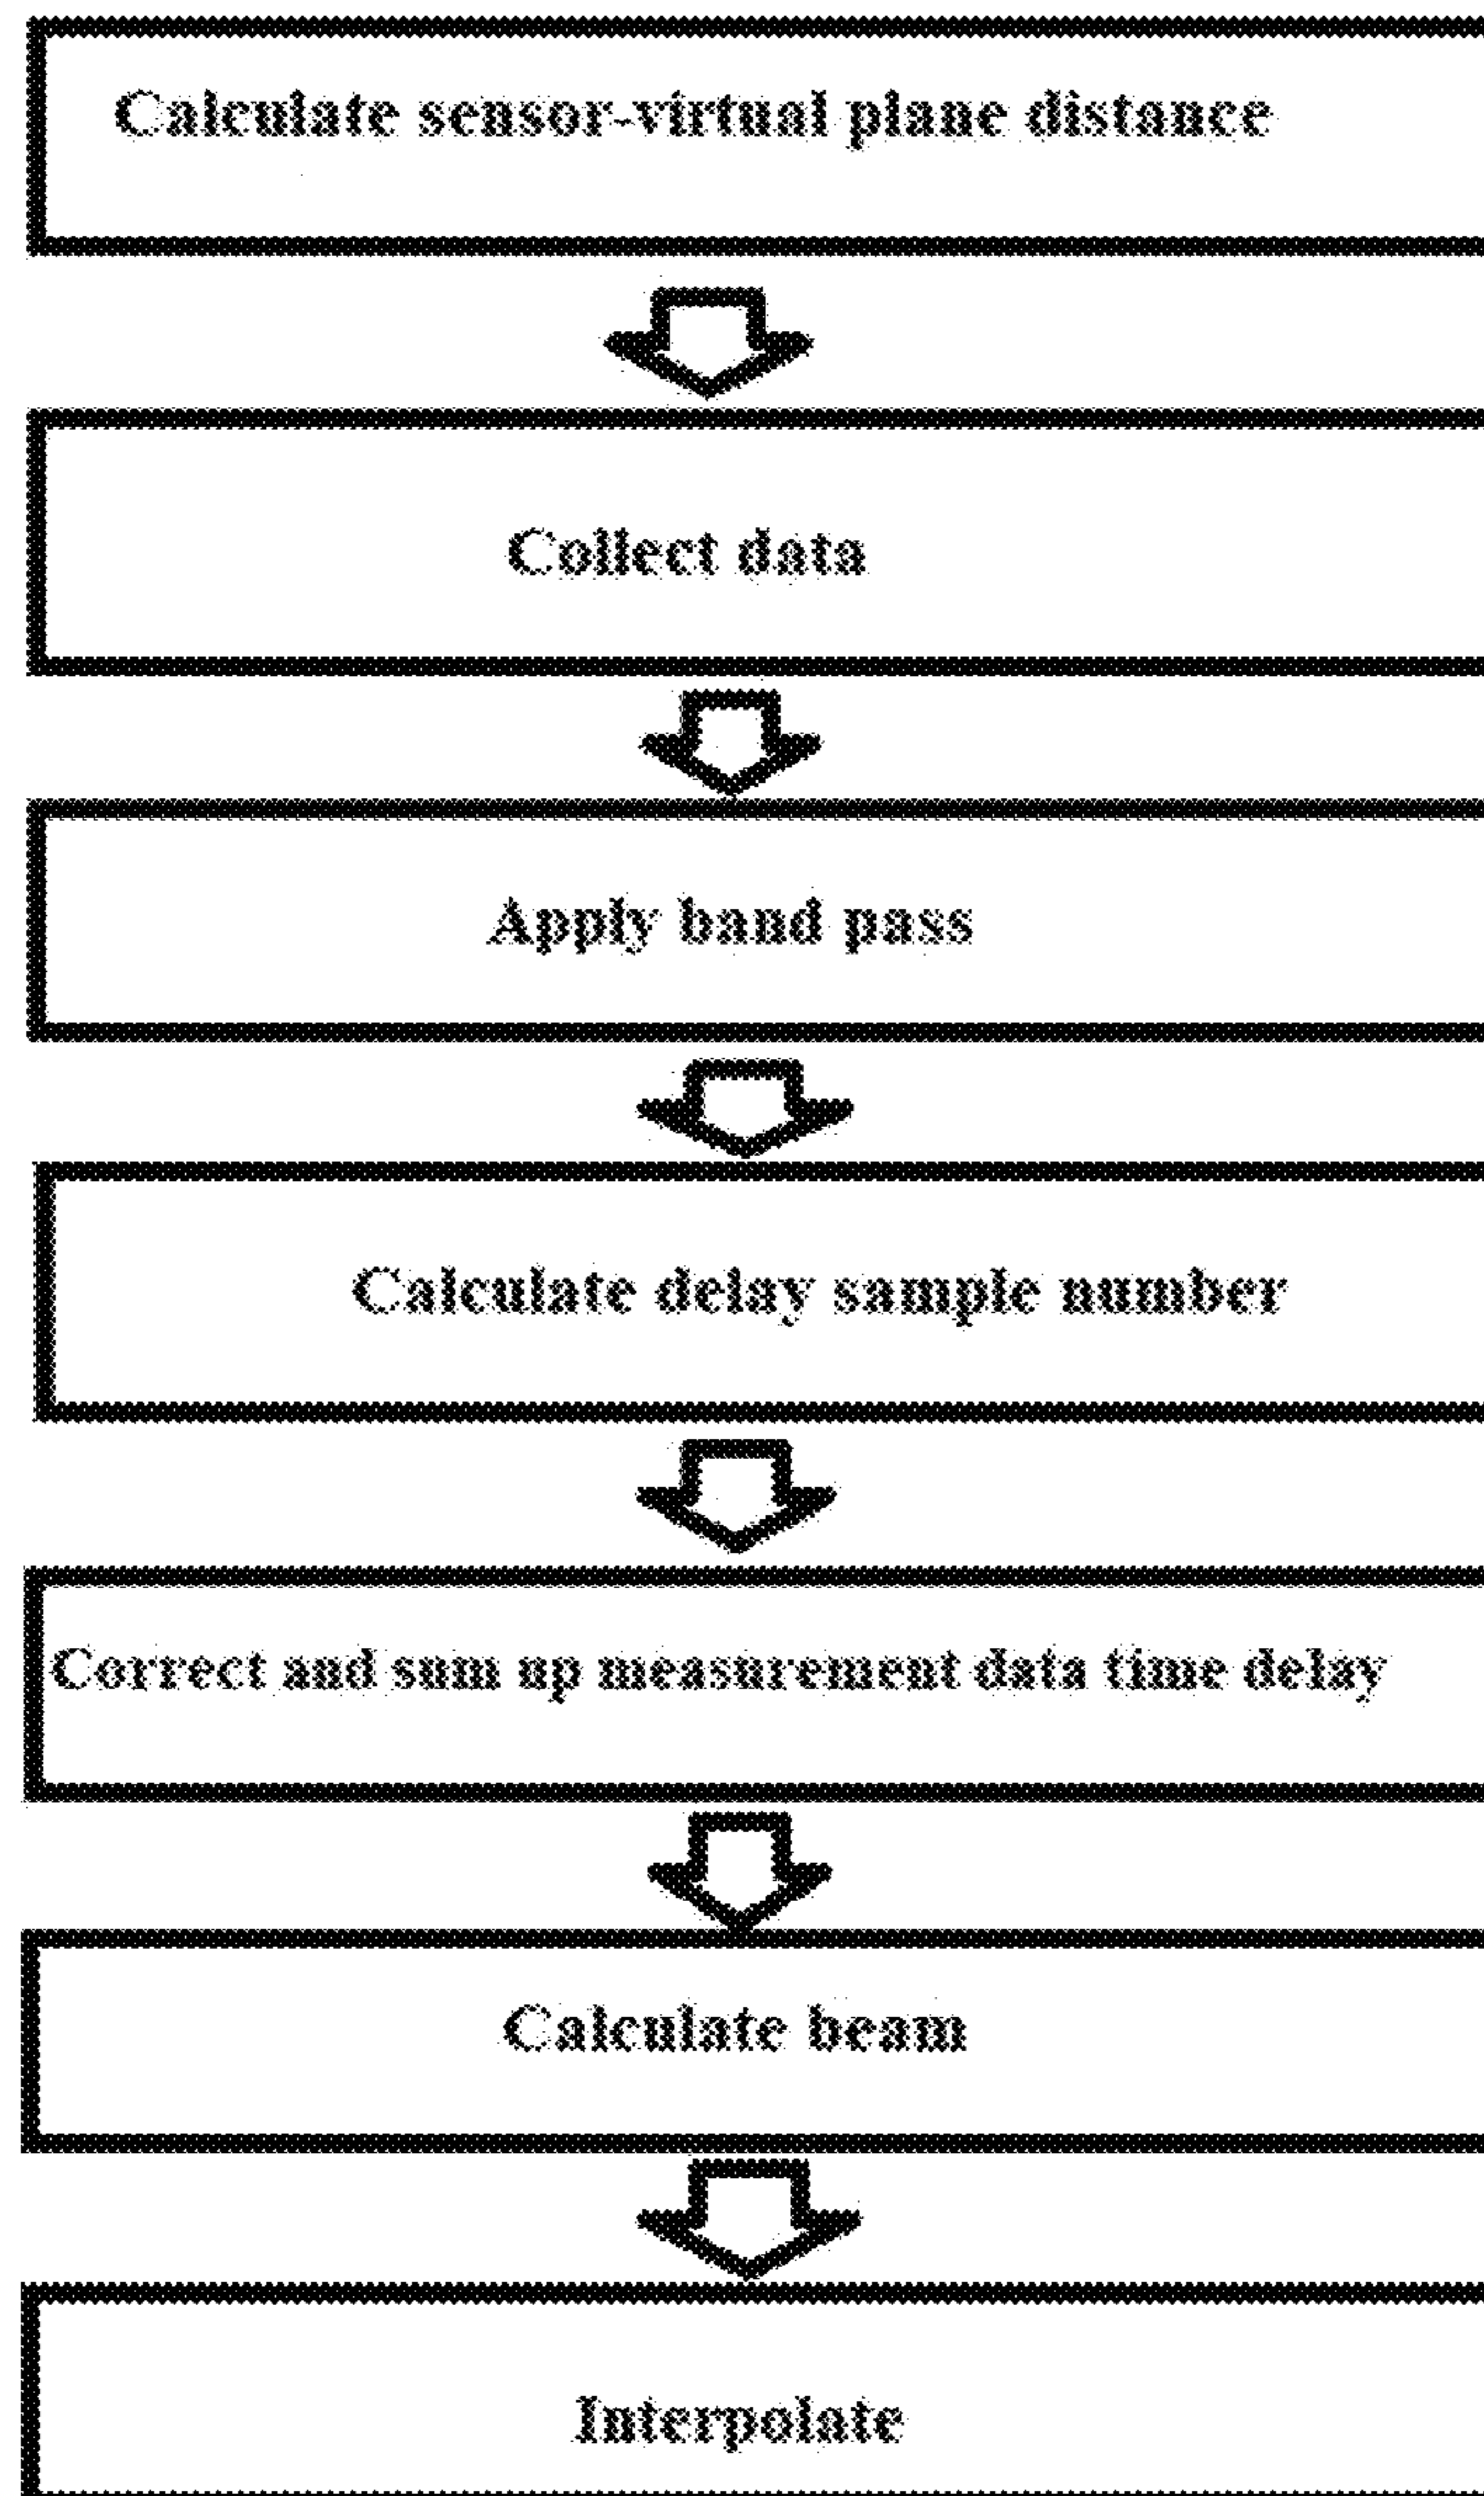 Calculate sensor-virtual plane distance
Collect data
Apply band pass
Calculate delay sample number
Correct and sum up measurement data time delay
Calculate beam
Interpolate